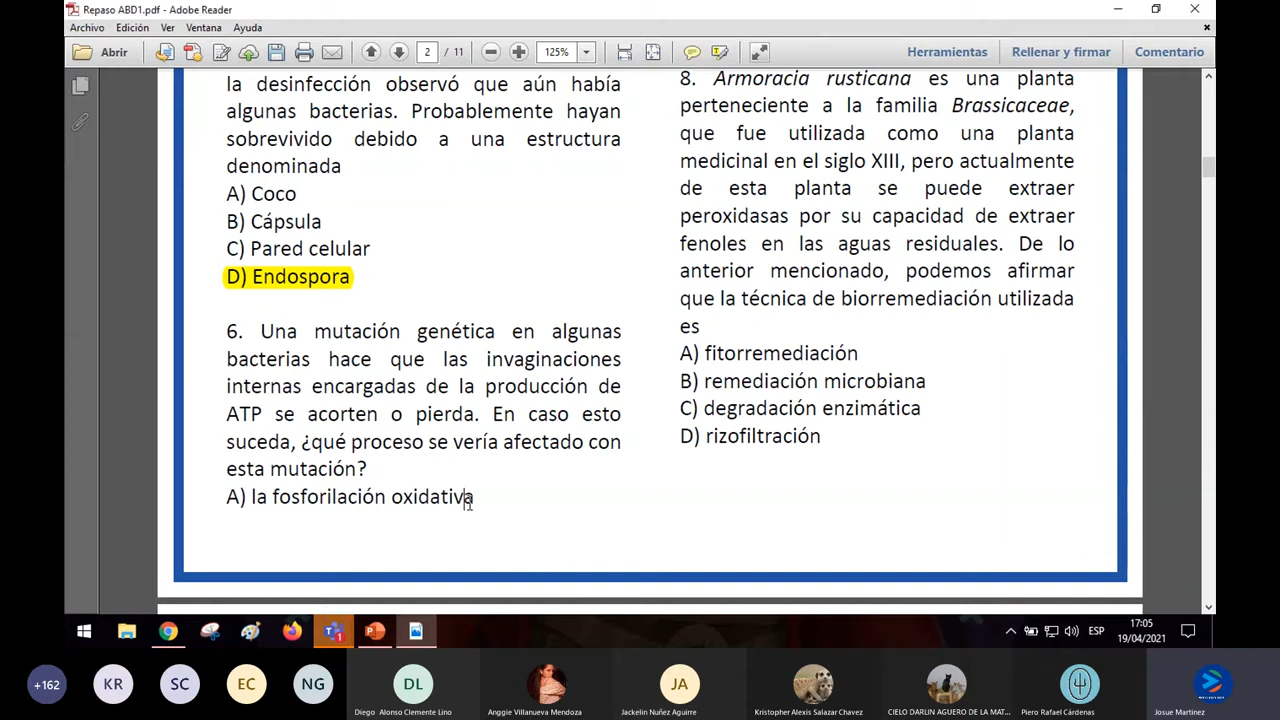 Repaso ABD1.pdf - Adobe Reader
Archivo Edición Ver Ventana Ayuda
Abrir 2 / 11 125% Herramientas Rellenar y firmar Comentario
la desinfección observó que aún había
algunas bacterias. Probablemente hayan
sobrevivido debido a una estructura
denominada
A) Coco
B) Cápsula
C) Pared celular
D) Endospora
6. Una mutación genética en algunas
bacterias hace que las invaginaciones
internas encargadas de la producción de
ATP se acorten o pierda. En caso esto
suceda, ¿qué proceso se vería afectado con
esta mutación?
A) la fosforilación oxidativa
8. Armoracia rusticana es una planta
perteneciente a la familia Brassicaceae,
que fue utilizada como una planta
medicinal en el siglo XIII, pero actualmente
de esta planta se puede extraer
peroxidasas por su capacidad de extraer
fenoles en las aguas residuales. De lo
anterior mencionado, podemos afirmar
que la técnica de biorremediación utilizada
es
A) fitorremediación
B) remediación microbiana
C) degradación enzimática
D) rizofiltración
1 ESP 17:05
19/04/2021
+162 KR SC EC NG DL JA
Diego Alonso Clemente Lino Anggie Villanueva Mendoza Jackelin Nuñez Aguirre Kristopher Alexis Salazar Chavez CIELO DARLIN AGUERO DE LA MAT... Piero Rafael Cárdenas Josue Martinez